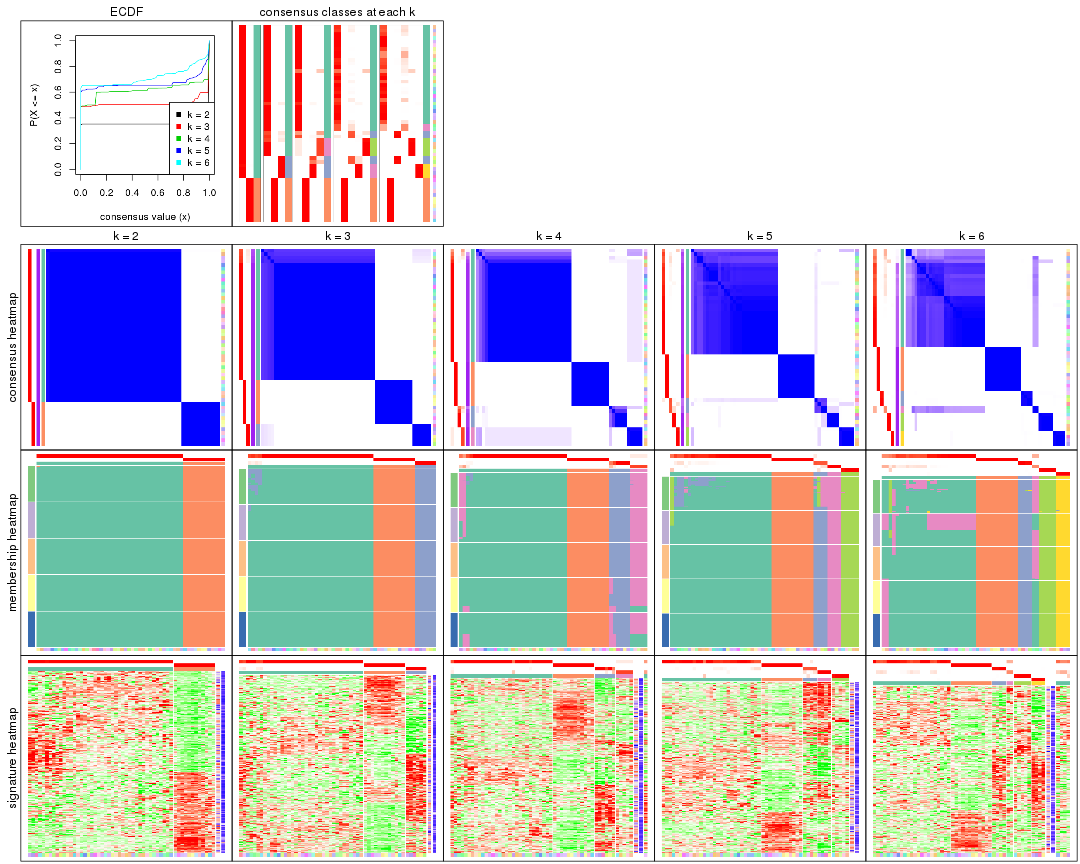 ECDF
consensus classes at each k
P(X <= x)
1.0
0.8
0.6
0.4
0.2
0.0
k = 2
k = 3
k = 4
k = 5
k = 6
0.0 0.2 0.4 0.6 0.8 1.0
consensus value (x)
k = 2
k = 3
k = 4
k = 5
k = 6
consensus heatmap
membership heatmap
signature heatmap